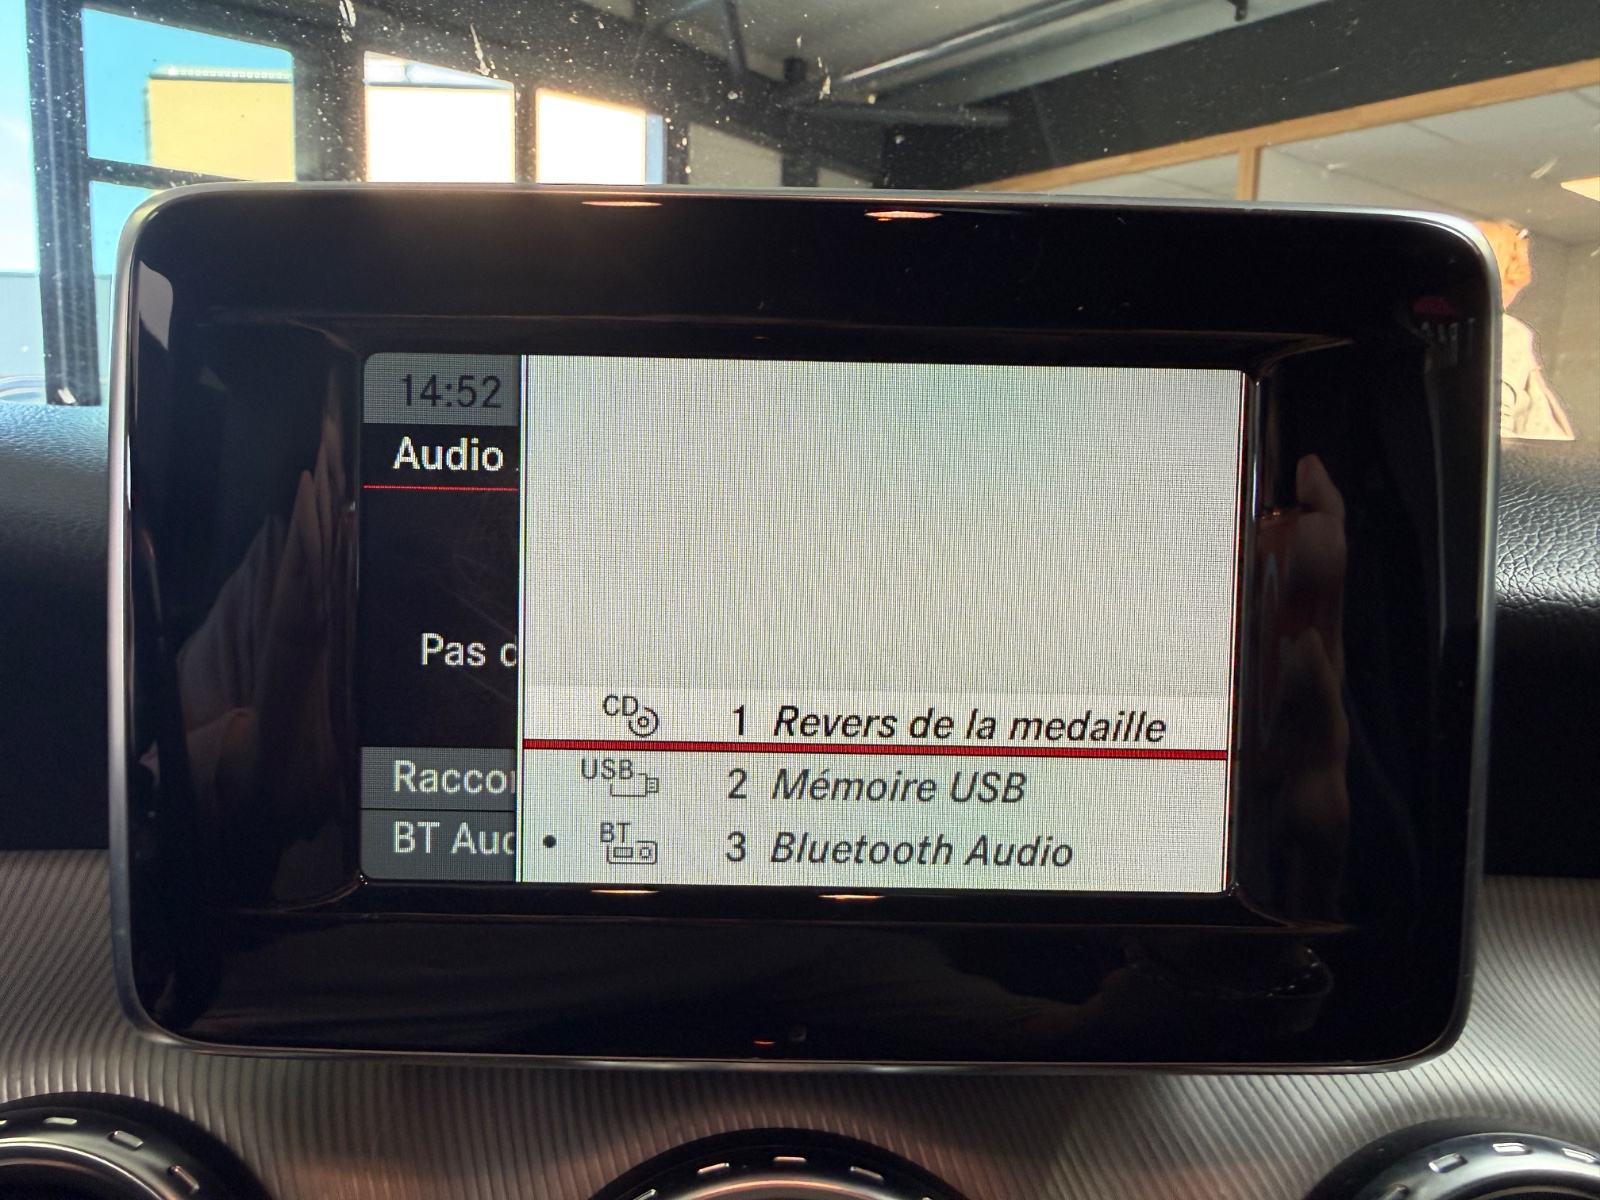 14:52
Audio
Pas d
CD 1 Revers de la medaille
USB 2 Mémoire USB
• BT 3 Bluetooth Audio
Raccor
BT Aud